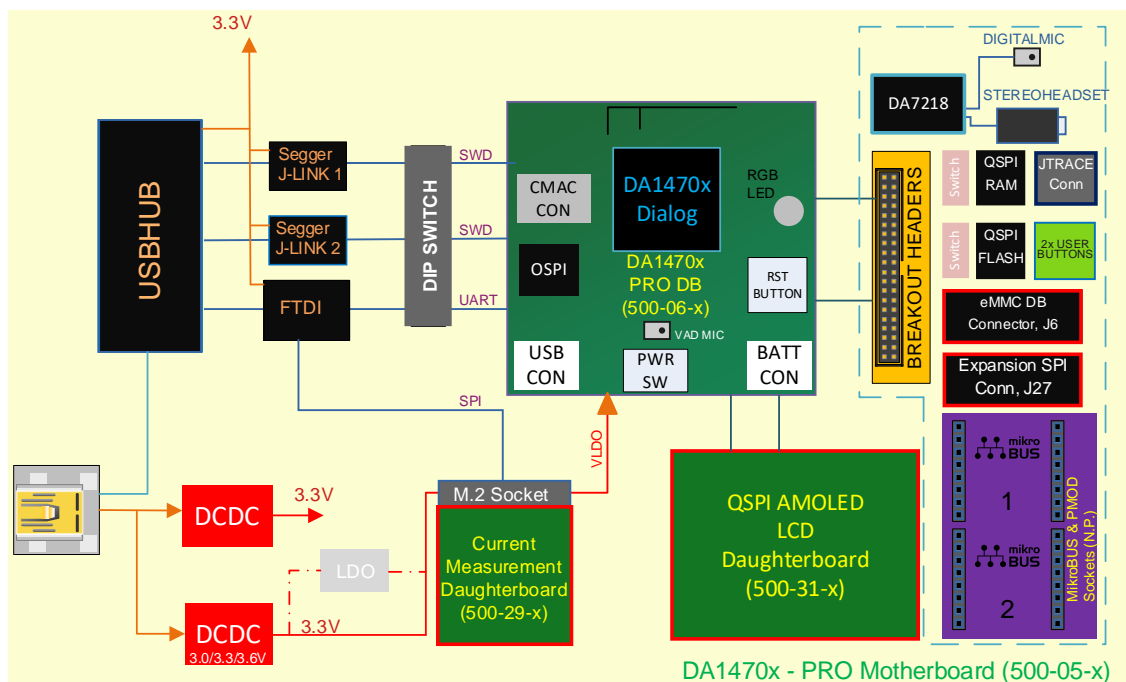 3.3V
DIGITALMIC
DA7218
STEREOHEADSET
USBHUB
Segger
J-LINK 1
SWD
Segger
J-LINK 2
SWD
FTDI
UART
DIP SWITCH
SPI
CMAC
CON
DA1470x
Dialog
RGB
LED
OSPI
DA1470x
PRO DB
(500-06-x)
RST
BUTTON
VAD MIC
USB
CON
PWR
SW
BATT
CON
BREAKOUT HEADERS
Switch
QSPI
RAM
JTRACE
Conn
Switch
QSPI
FLASH
2x USER
BUTTONS
eMMC DB
Connector, J6
Expansion SPI
Conn, J27
mikro
BUS
1
mikro
BUS
2
MikroBUS & PMOD
Sockets (N.P.)
VLDO
M.2 Socket
Current
Measurement
Daughterboard
(500-29-x)
QSPI AMOLED
LCD
Daughterboard
(500-31-x)
DCDC
3.3V
LDO
DCDC
3.0/3.3/3.6V
3.3V
DA1470x - PRO Motherboard (500-05-x)